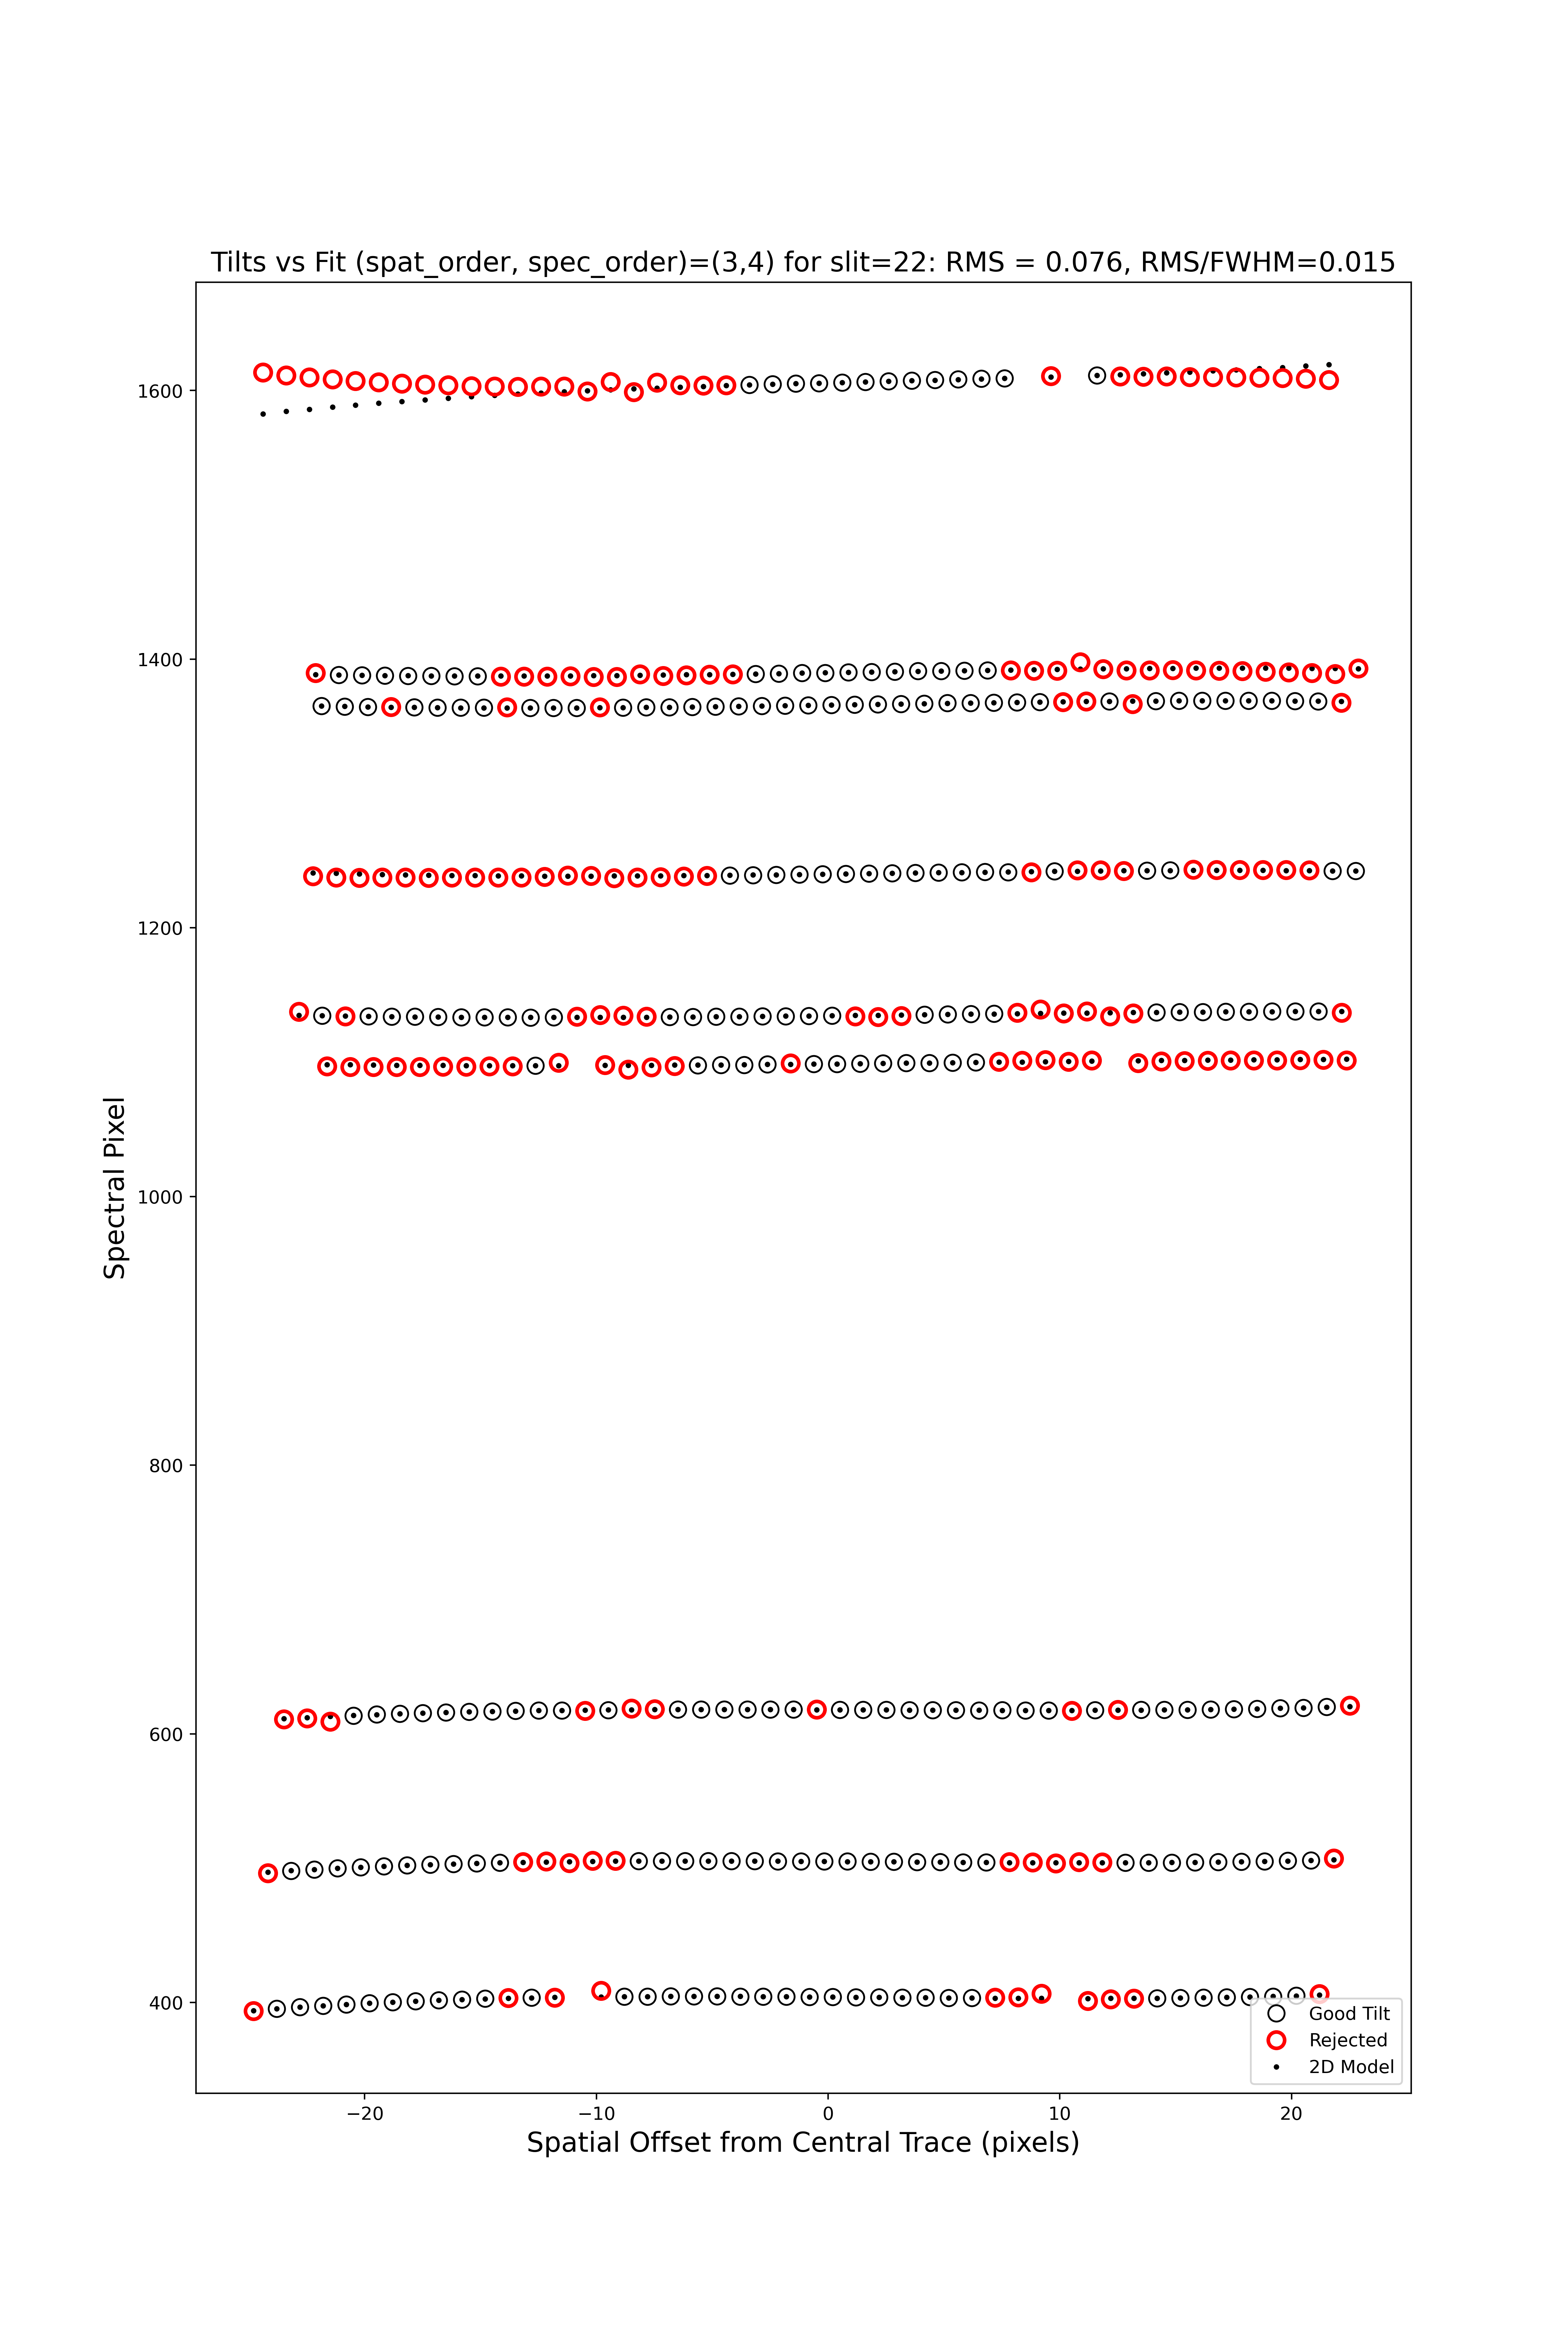 Tilts vs Fit (spat_order, spec_order)=(3,4) for slit=22: RMS = 0.076, RMS/FWHM=0.015
1600
1400
1200
1000
800
600
400
Spectral Pixel
Good Tilt
Rejected
2D Model
−20 −10 0 10 20
Spatial Offset from Central Trace (pixels)